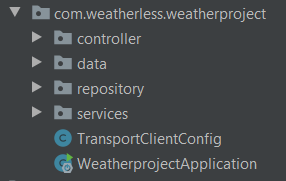 com.weatherless.weatherproject
controller
data
repository
services
TransportClientConfig
WeatherprojectApplication